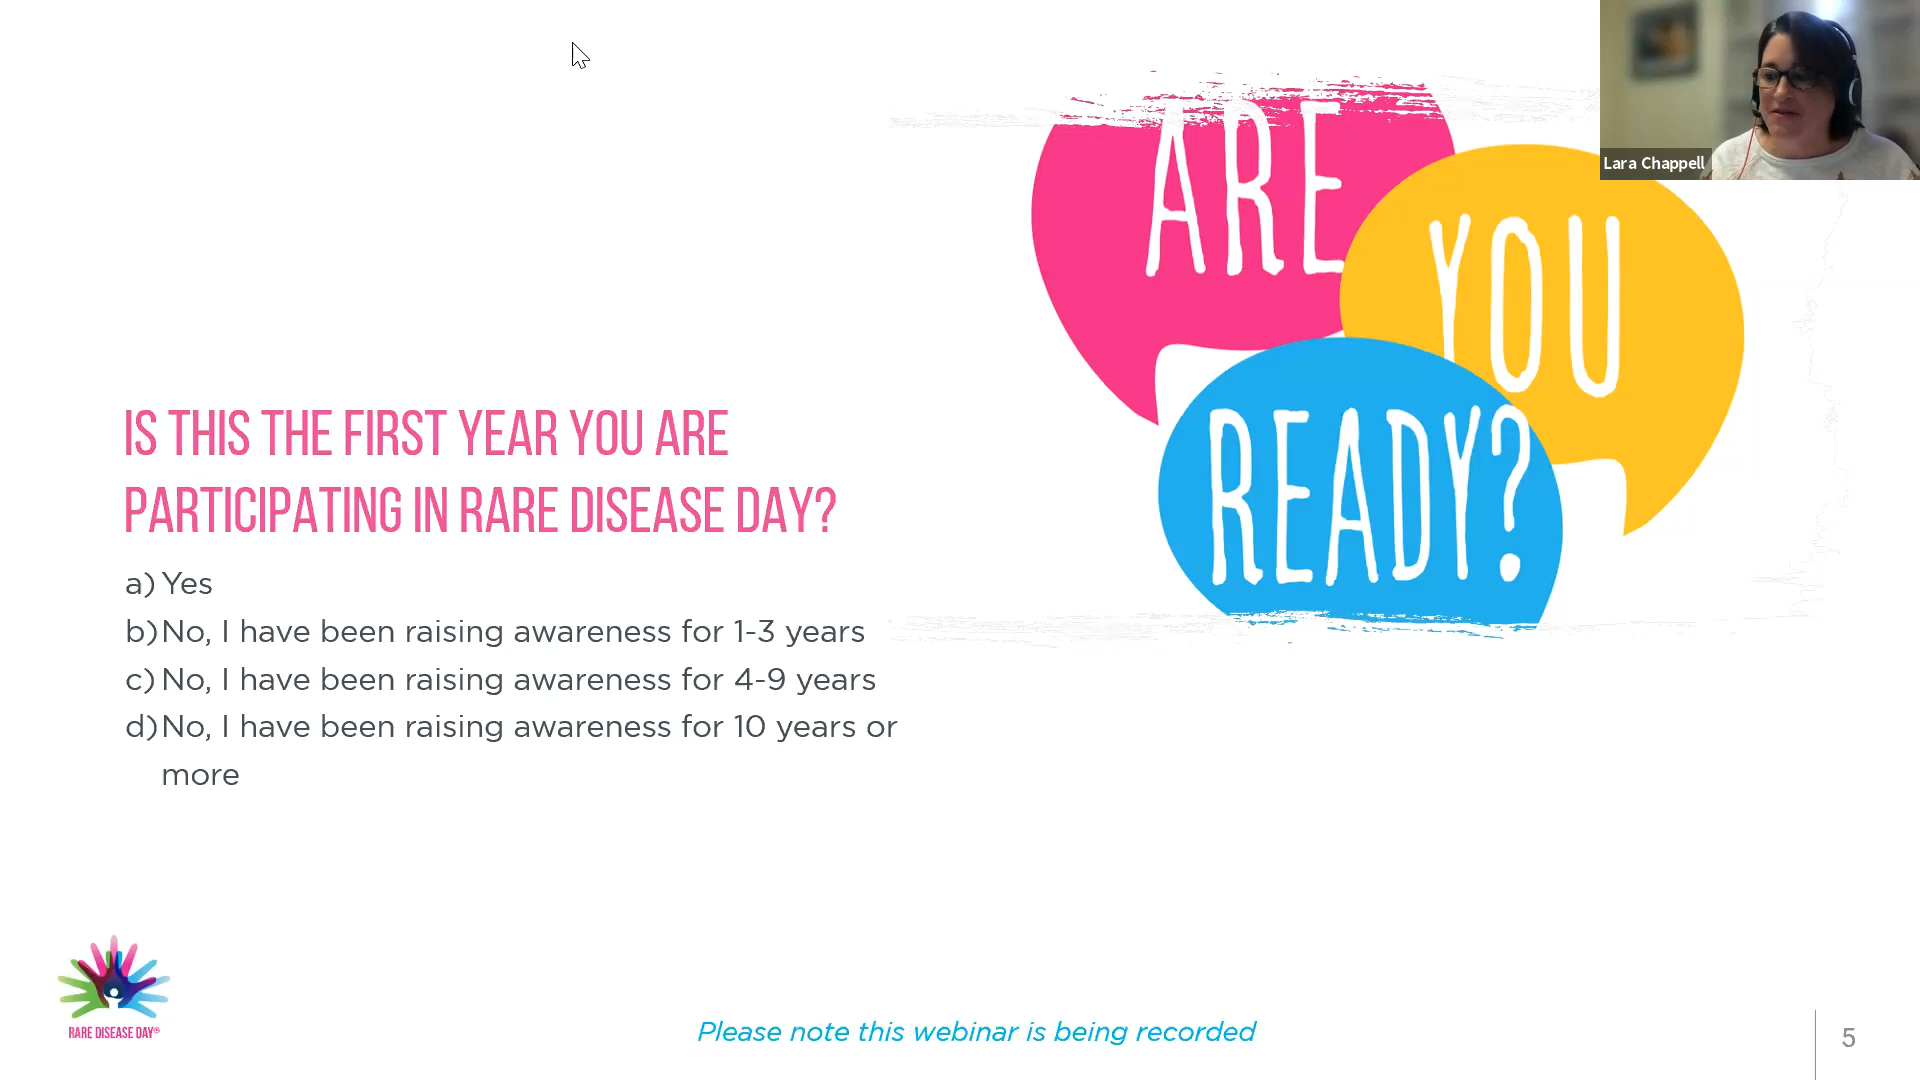 ARE
YOU
READY?
Lara Chappell
IS THIS THE FIRST YEAR YOU ARE
PARTICIPATING IN RARE DISEASE DAY?
a) Yes
b) No, I have been raising awareness for 1-3 years
c) No, I have been raising awareness for 4-9 years
d) No, I have been raising awareness for 10 years or
more
RARE DISEASE DAY®
Please note this webinar is being recorded
5